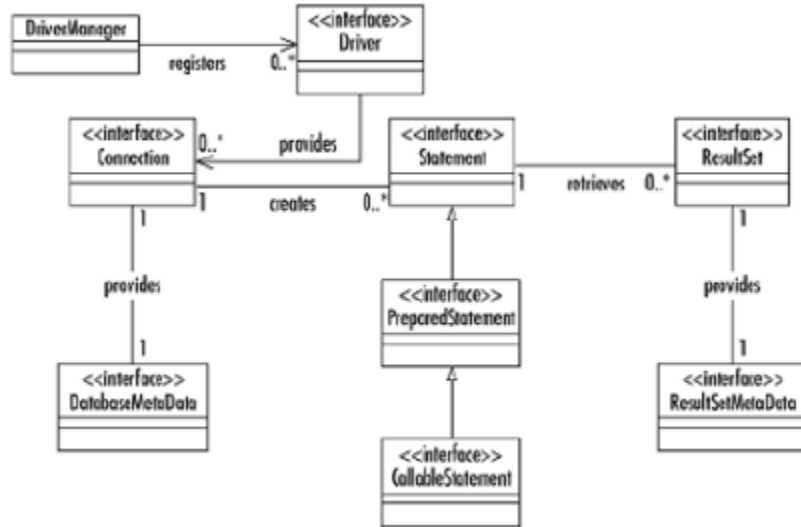 DriverManager
<<interface>>
Driver
registers
0..*
<<interface>>
Connection
0..*
provides
<<interface>>
Statement
<<interface>>
ResultSet
1
creates
0..*
1
retrieves
0..*
1
provides
1
<<interface>>
PreparedStatement
1
provides
1
<<interface>>
DatabaseMetaData
<<interface>>
ResultSetMetaData
<<interface>>
CallableStatement